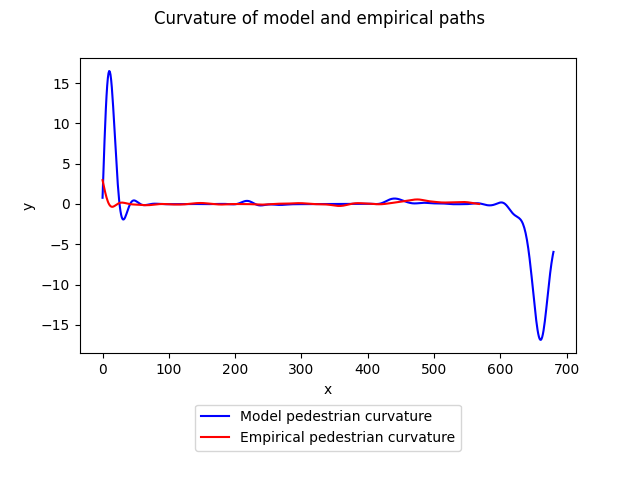 Curvature of model and empirical paths
15
10
5
0
−5
−10
−15
y
0 100 200 300 400 500 600 700
x
Model pedestrian curvature
Empirical pedestrian curvature